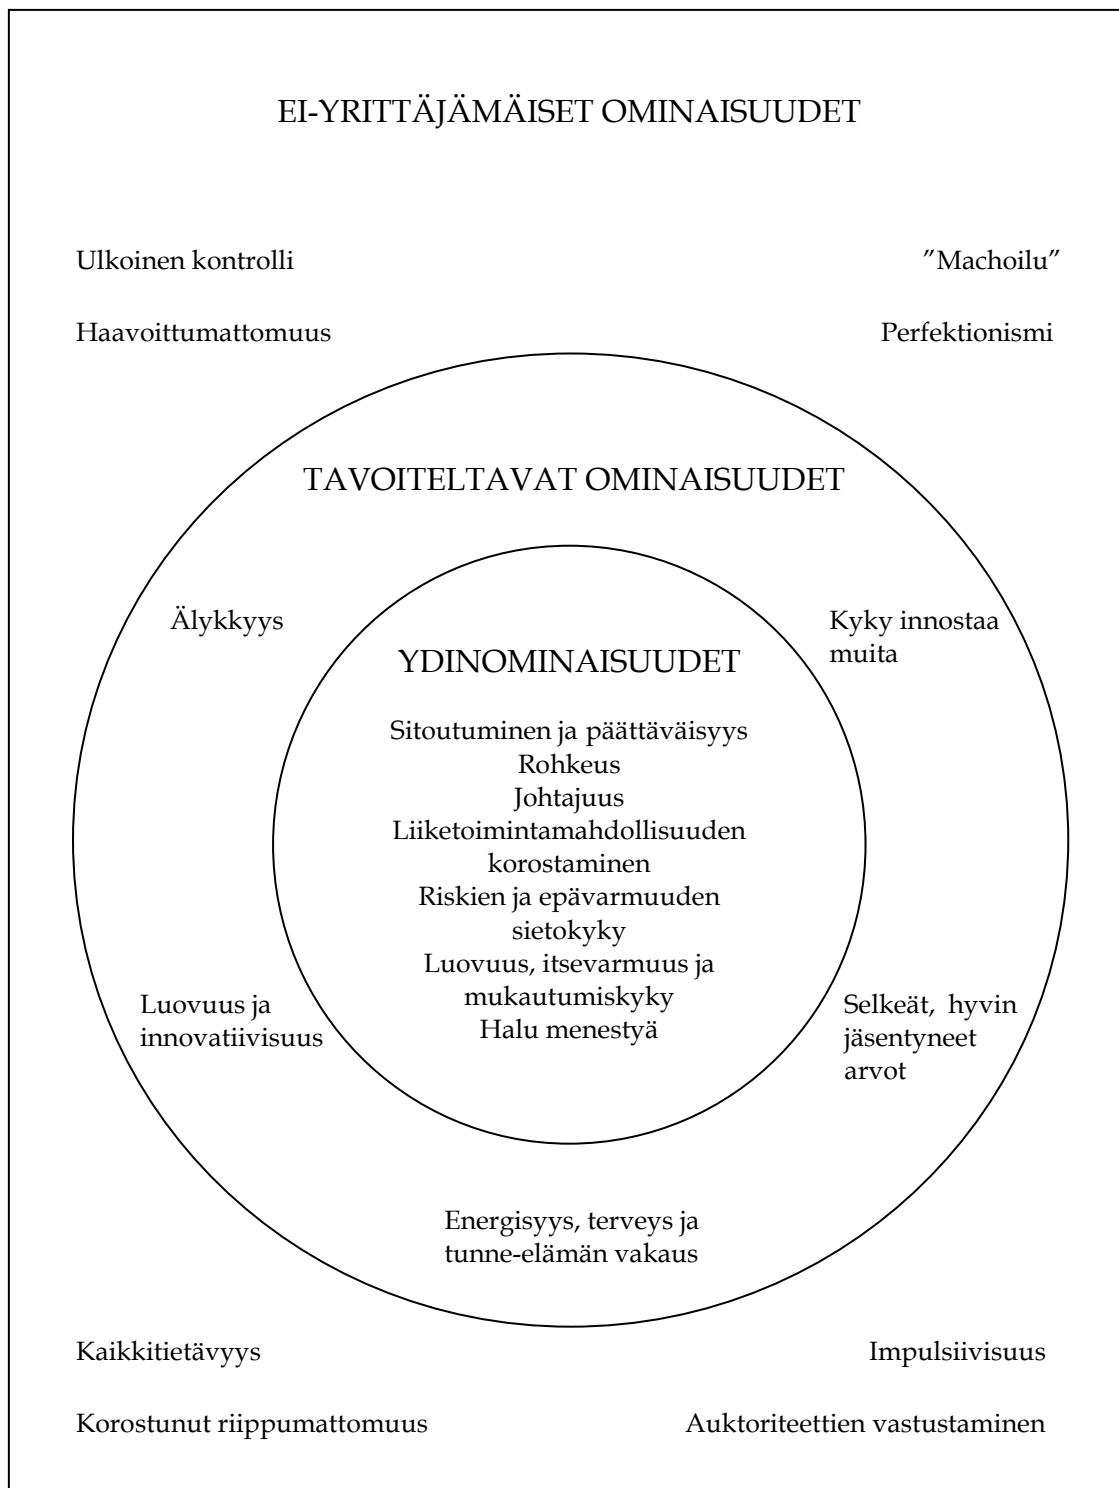 EI-YRITTÄJÄMÄISET OMINAISUUDET
Ulkoinen kontrolli
”Machoilu”
Haavoittumattomuus
Perfektionismi
TAVOITELTAVAT OMINAISUUDET
Älykkyys
Kyky innostaa
muita
YDINOMINAISUUDET
Sitoutuminen ja päättäväisyys
Rohkeus
Johtajuus
Liiketoimintamahdollisuuden
korostaminen
Riskien ja epävarmuuden
sietokyky
Luovuus, itsevarmuus ja
mukautumiskyky
Halu menestyä
Luovuus ja
innovatiivisuus
Selkeät, hyvin
jäsentyneet
arvot
Energisyys, terveys ja
tunne-elämän vakaus
Kaikkitietävyys
Impulsiivisuus
Korostunut riippumattomuus
Auktoriteettien vastustaminen